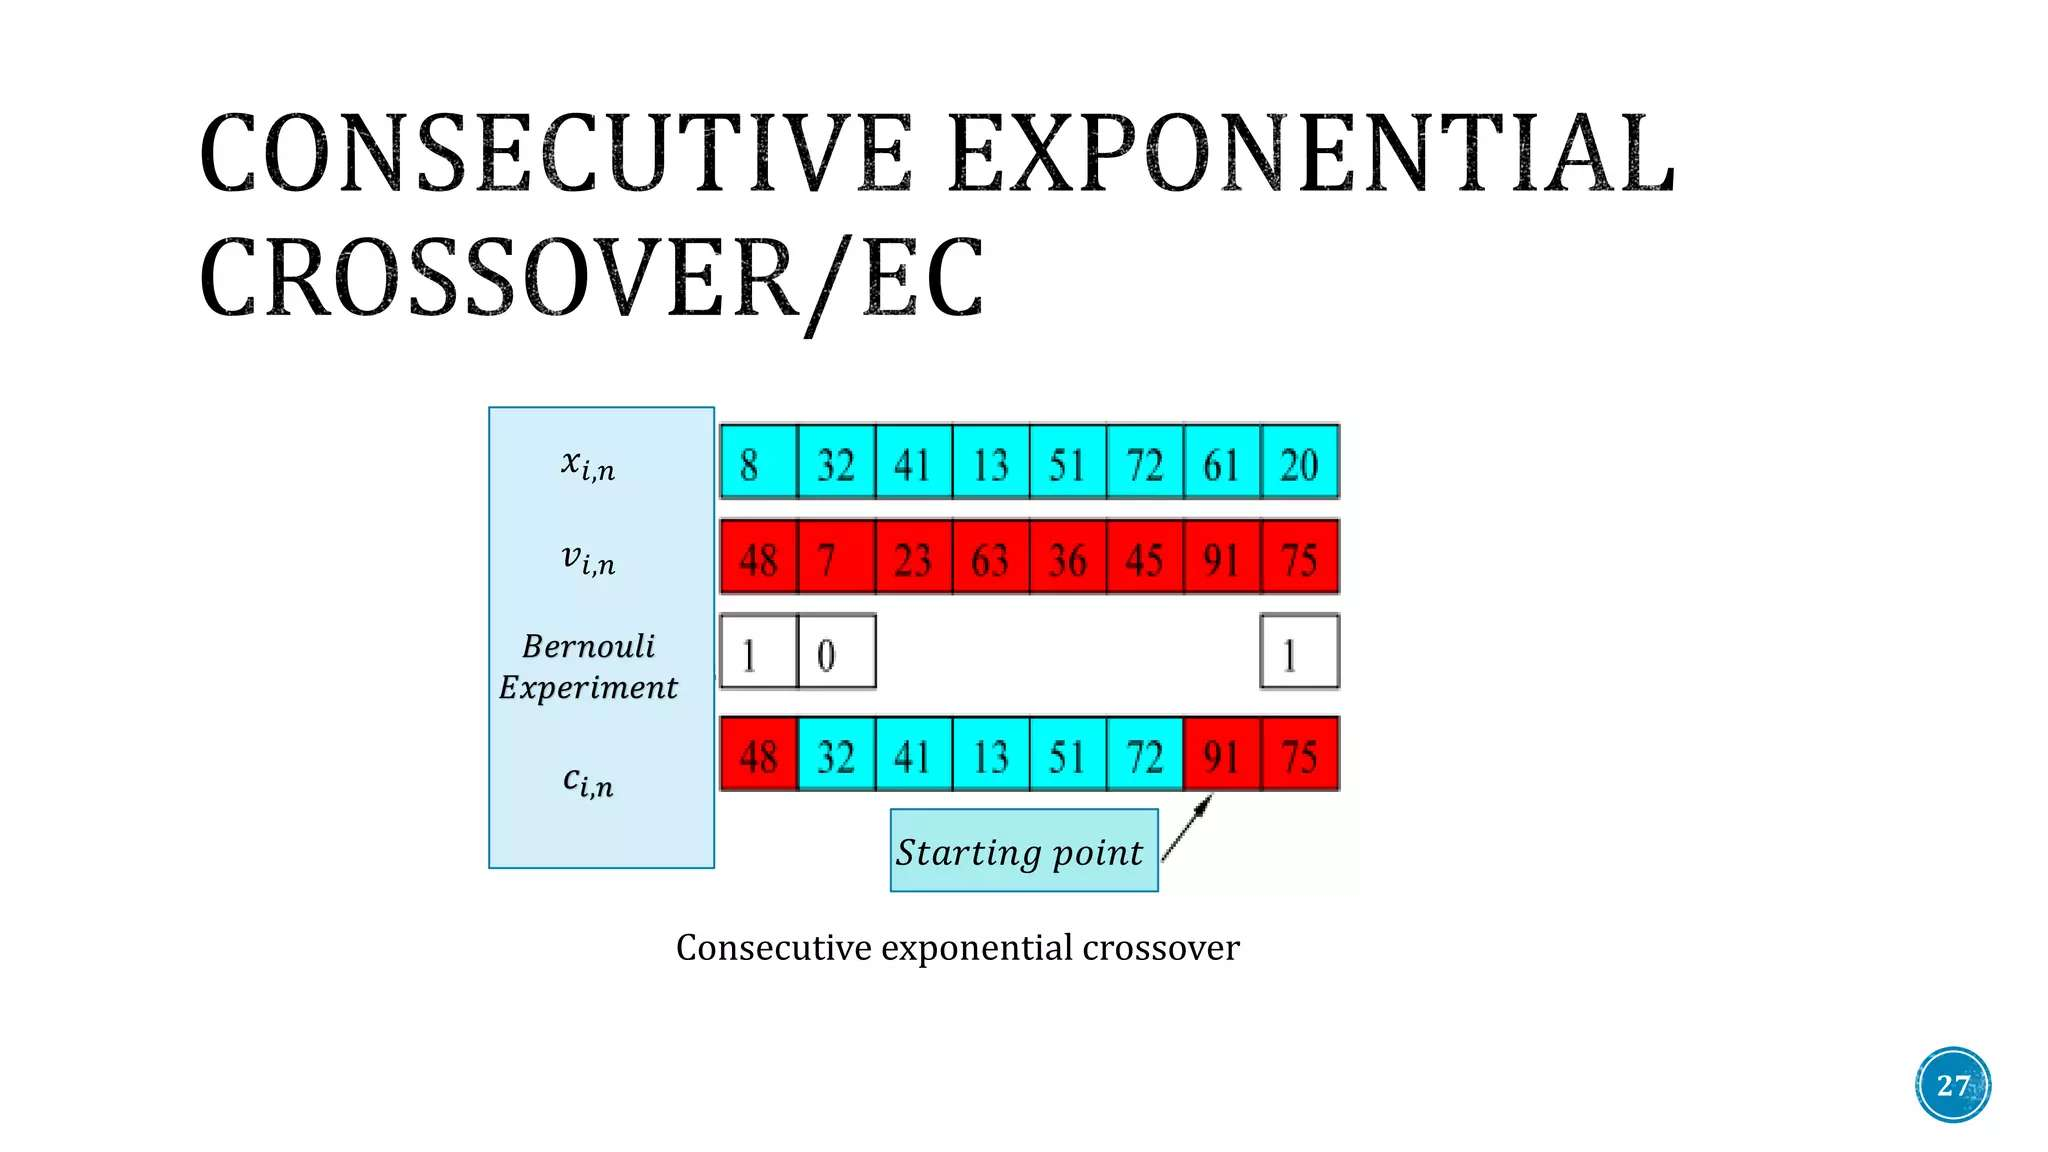 CONSECUTIVE EXPONENTIAL
CROSSOVER/EC
x_{i,n} 8 32 41 13 51 72 61 20
v_{i,n} 48 7 23 63 36 45 91 75
Bernouli
Experiment
1 0 1
c_{i,n} 48 32 41 13 51 72 91 75
Starting point
Consecutive exponential crossover
27